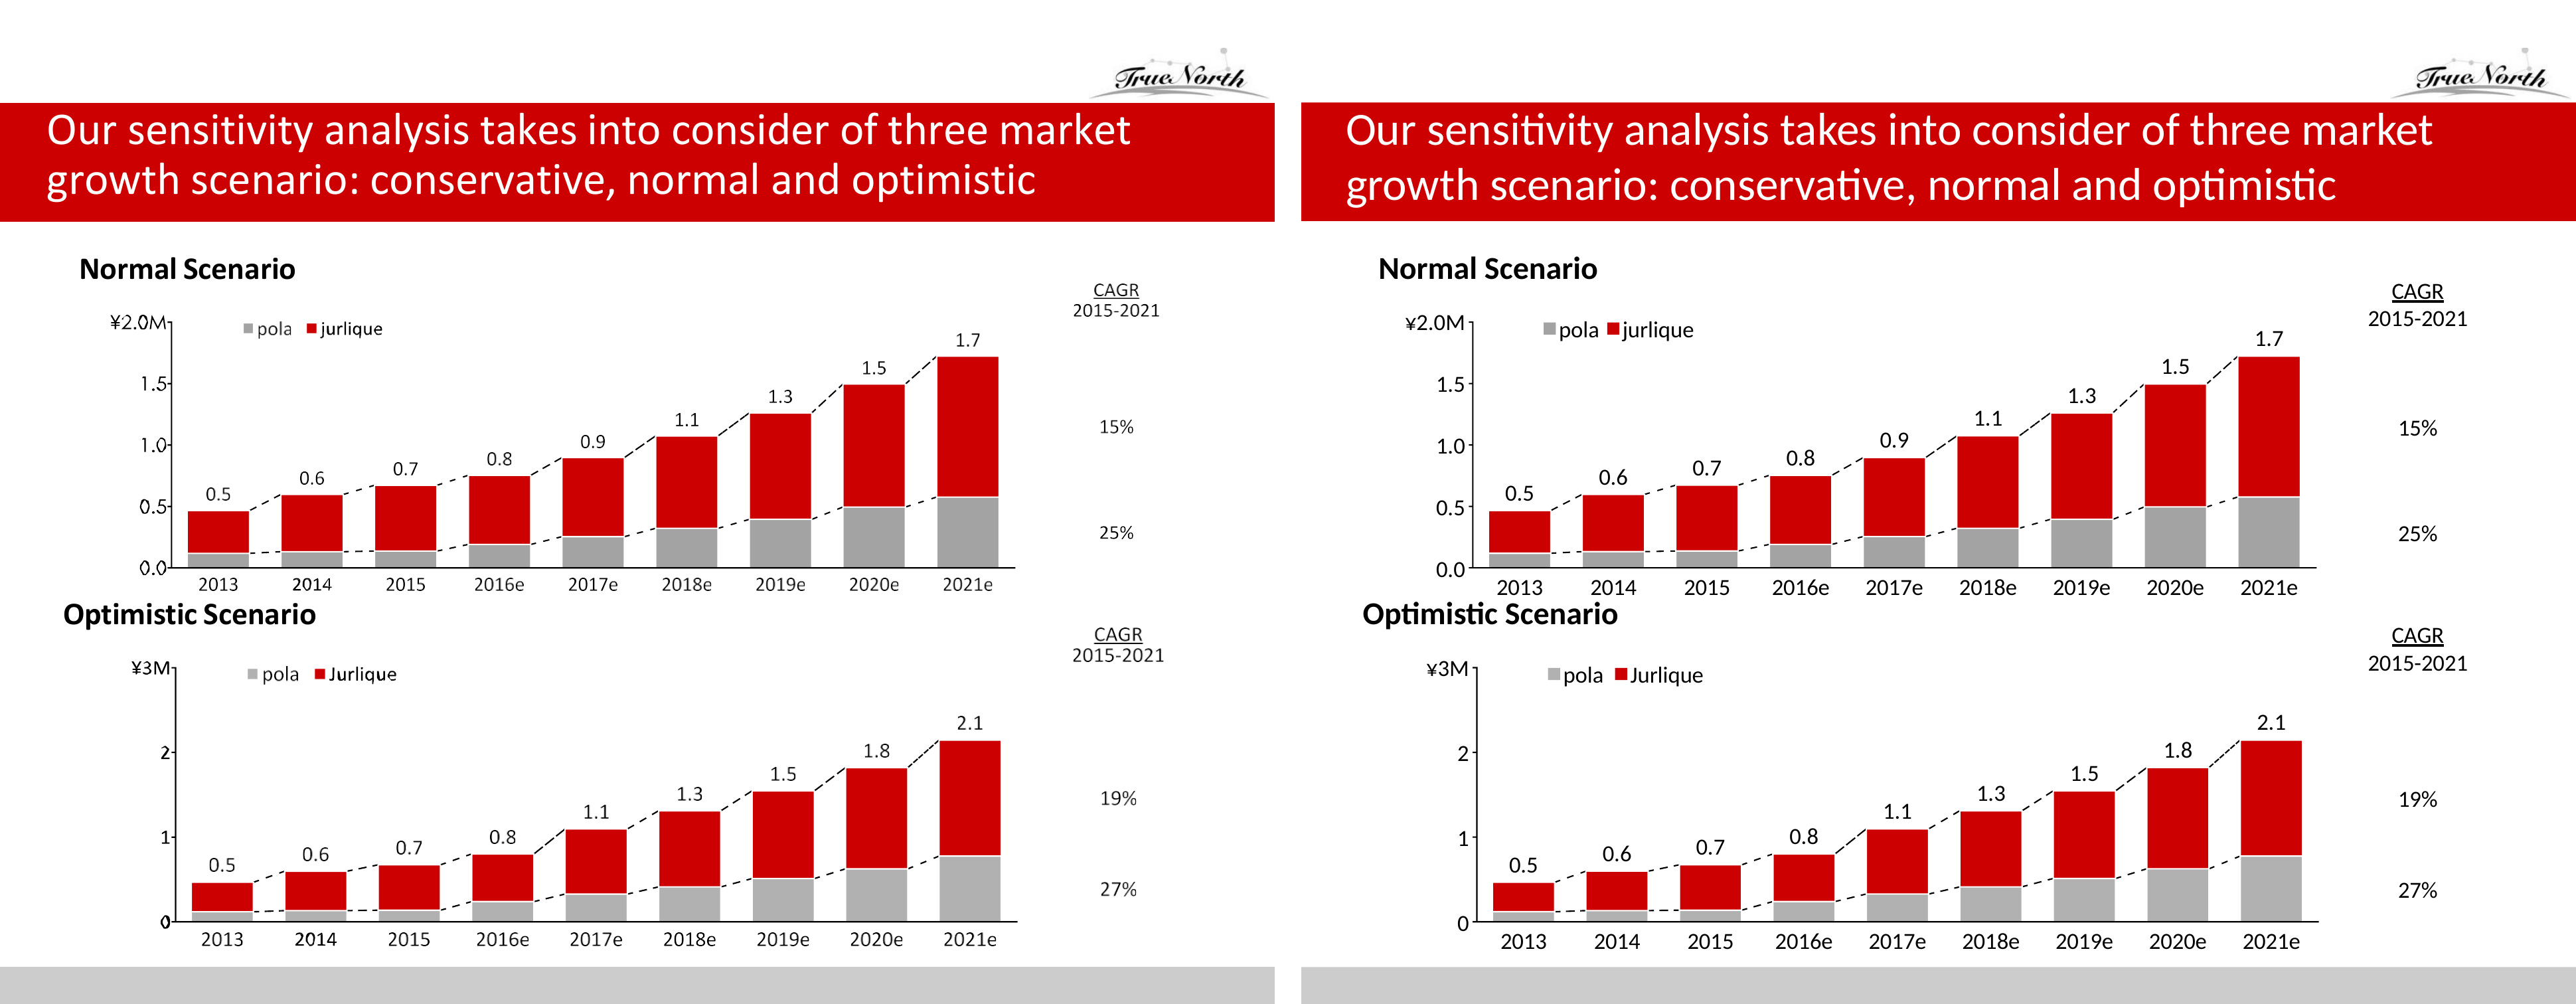 TrueNorth
Our sensitivity analysis takes into consider of three market
growth scenario: conservative, normal and optimistic
Normal Scenario
CAGR
2015-2021
¥2.0M
pola jurlique
1.7
1.5
1.5
1.3
15%
1.0
1.1
0.9
0.8
0.7
0.6
0.5
0.5
25%
0.0
2013 2014 2015 2016e 2017e 2018e 2019e 2020e 2021e
Optimistic Scenario
CAGR
2015-2021
¥3M
pola Jurlique
2.1
2
1.8
1.5
1.3
19%
1.1
1
0.8
0.7
0.6
0.5
27%
0
2013 2014 2015 2016e 2017e 2018e 2019e 2020e 2021e
TrueNorth
Our sensitivity analysis takes into consider of three market
growth scenario: conservative, normal and optimistic
Normal Scenario
CAGR
2015-2021
¥2.0M
pola jurlique
1.7
1.5
1.5
1.3
15%
1.0
1.1
0.9
0.8
0.7
0.6
0.5
0.5
25%
0.0
2013 2014 2015 2016e 2017e 2018e 2019e 2020e 2021e
Optimistic Scenario
CAGR
2015-2021
¥3M
pola Jurlique
2.1
2
1.8
1.5
1.3
19%
1.1
1
0.8
0.7
0.6
0.5
27%
0
2013 2014 2015 2016e 2017e 2018e 2019e 2020e 2021e